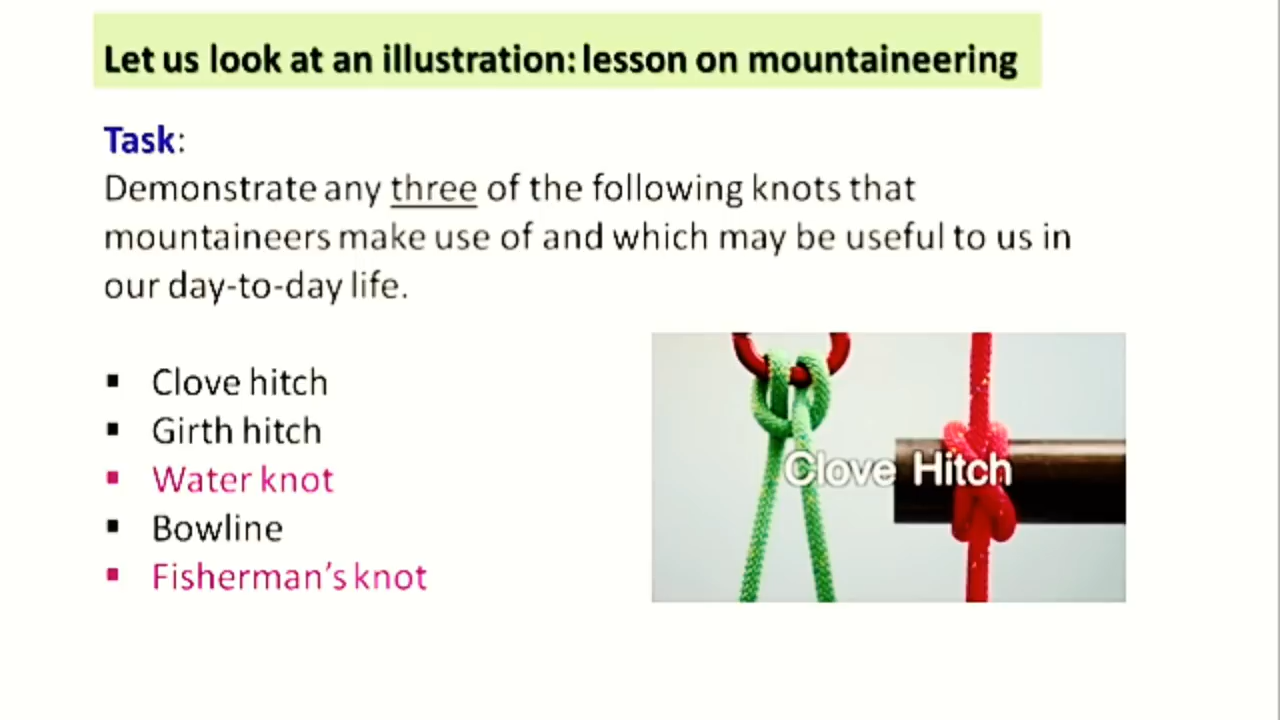 Let us look at an illustration: lesson on mountaineering
Task:
Demonstrate any three of the following knots that
mountaineers make use of and which may be useful to us in
our day-to-day life.
▪ Clove hitch
▪ Girth hitch
▪ Water knot
▪ Bowline
▪ Fisherman's knot
Clove Hitch